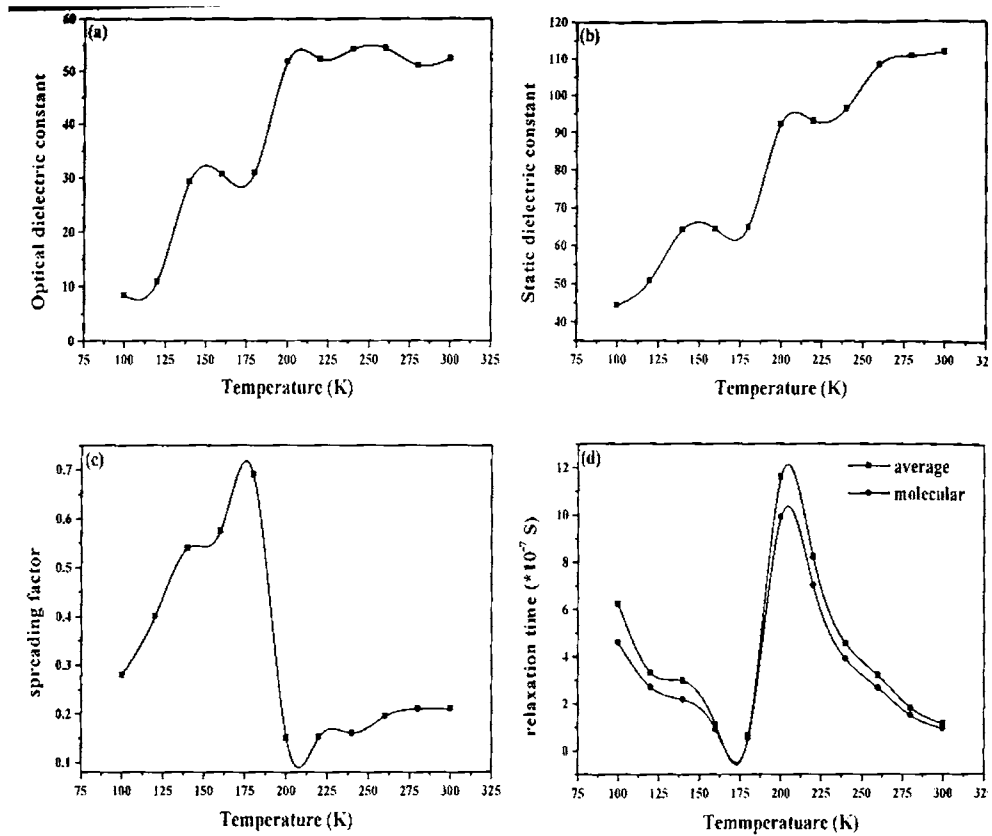 (a)
60
50
40
30
20
10
0
Optical dielectric constant
75 100 125 150 175 200 225 250 275 300 325
Temperature (K)
(b)
120
110
100
90
80
70
60
50
40
Static dielectric constant
75 100 125 150 175 200 225 250 275 300 32
Temperature (K)
(c)
0.7
0.6
0.5
0.4
0.3
0.2
0.1
spreading factor
75 100 125 150 175 200 225 250 275 300 325
Temperature (K)
(d)
average
molecular
12
10
8
6
4
2
0
relaxation time (*10⁻⁷ S)
75 100 125 150 175 200 225 250 275 300 32
Temmperatuare (K)